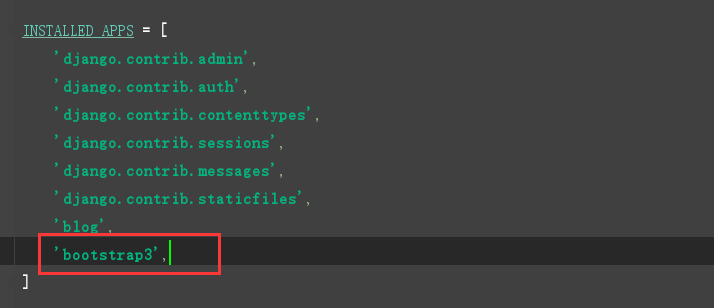 INSTALLED_APPS = [
'django.contrib.admin',
'django.contrib.auth',
'django.contrib.contenttypes',
'django.contrib.sessions',
'django.contrib.messages',
'django.contrib.staticfiles',
'blog',
'bootstrap3',
]